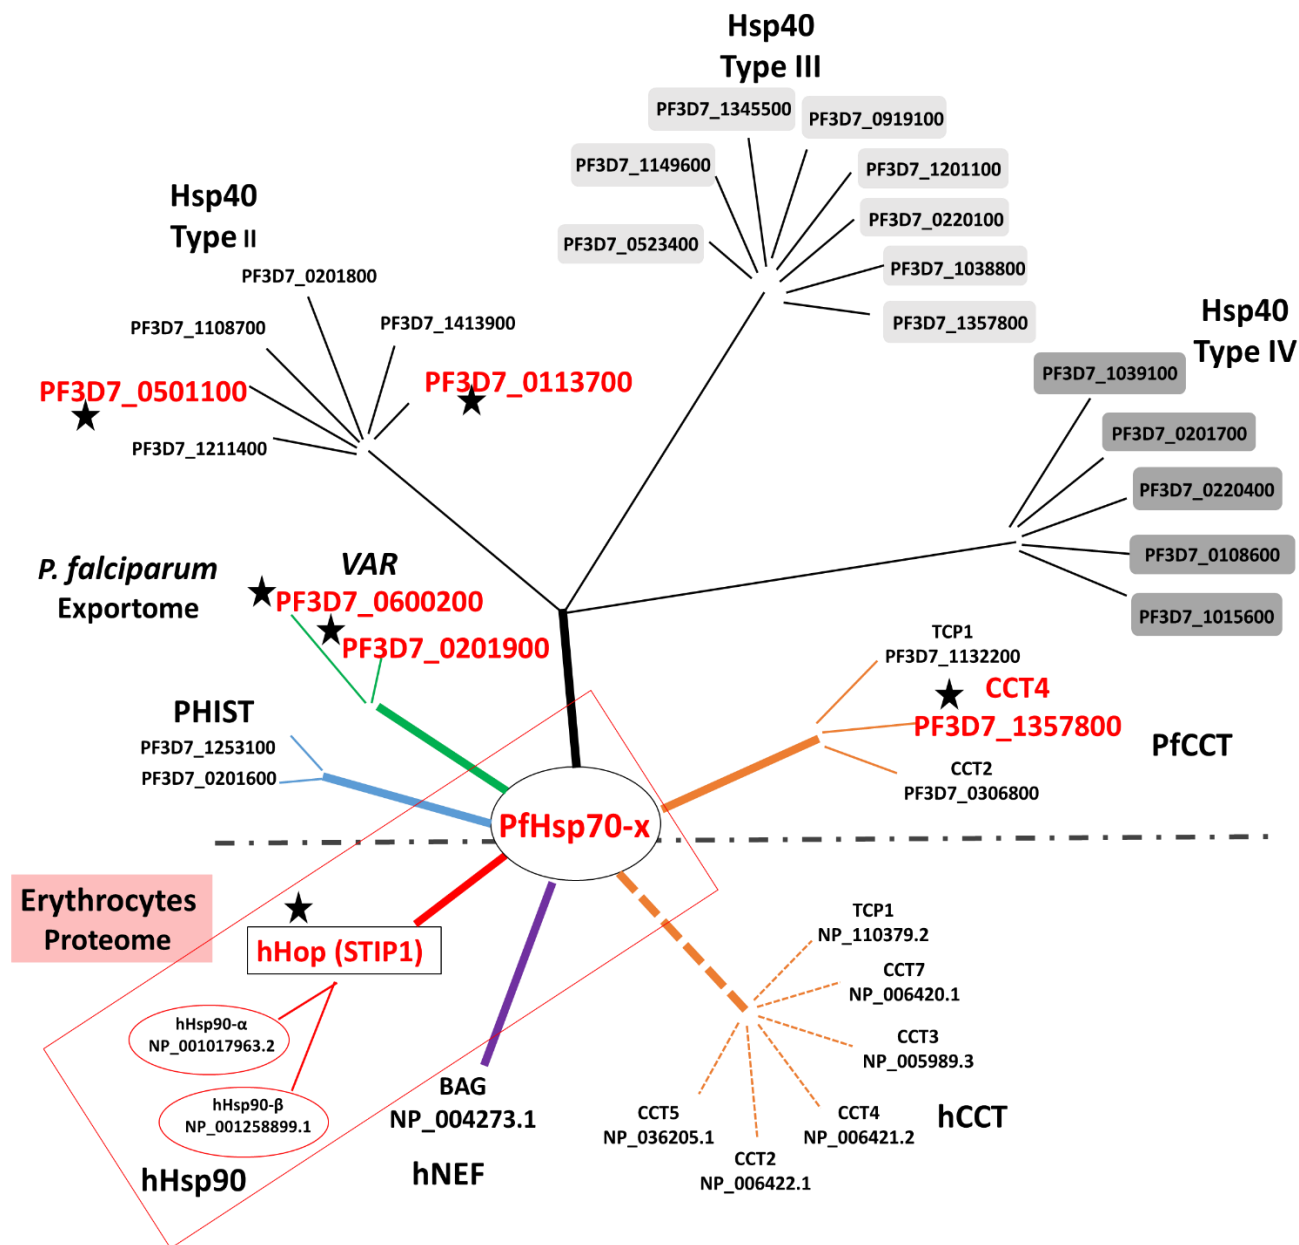 Hsp40
Type III
PF3D7_1345500
PF3D7_0919100
PF3D7_1149600
PF3D7_1201100
PF3D7_0220100
PF3D7_0523400
PF3D7_1038800
PF3D7_1357800
Hsp40
Type II
PF3D7_0201800
PF3D7_1108700
PF3D7_1413900
PF3D7_0501100
PF3D7_0113700
PF3D7_1211400
Hsp40
Type IV
PF3D7_1039100
PF3D7_0201700
PF3D7_0220400
PF3D7_0108600
PF3D7_1015600
P. falciparum
Exportome
VAR
PF3D7_0600200
PF3D7_0201900
PHIST
PF3D7_1253100
PF3D7_0201600
TCP1
PF3D7_1132200
CCT4
PF3D7_1357800
CCT2
PF3D7_0306800
PfCCT
PfHsp70-x
Erythrocytes
Proteome
hHop (STIP1)
hHsp90-α
NP_001017963.2
hHsp90-β
NP_001258899.1
hHsp90
BAG
NP_004273.1
hNEF
TCP1
NP_110379.2
CCT7
NP_006420.1
CCT3
NP_005989.3
CCT4
NP_006421.2
CCT2
NP_006422.1
CCT5
NP_036205.1
hCCT